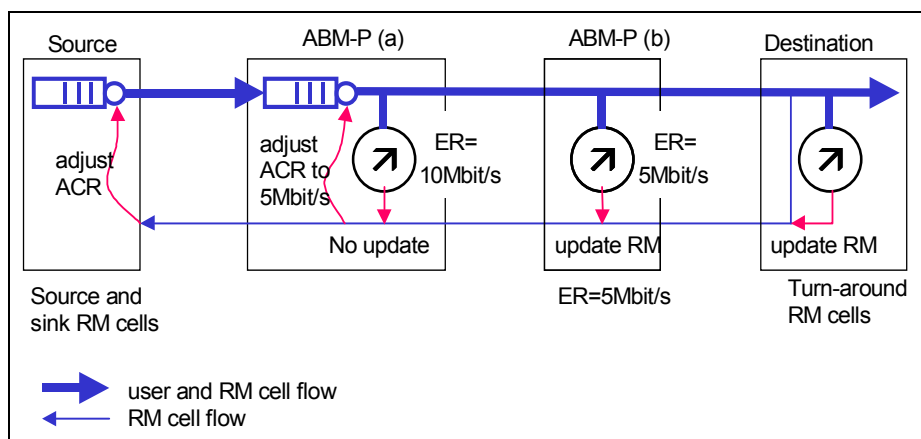 Source
ABM-P (a)
ABM-P (b)
Destination
adjust
ACR
adjust
ACR to
5Mbit/s
ER=
10Mbit/s
ER=
5Mbit/s
No update
update RM
update RM
Source and
sink RM cells
ER=5Mbit/s
Turn-around
RM cells
user and RM cell flow
RM cell flow